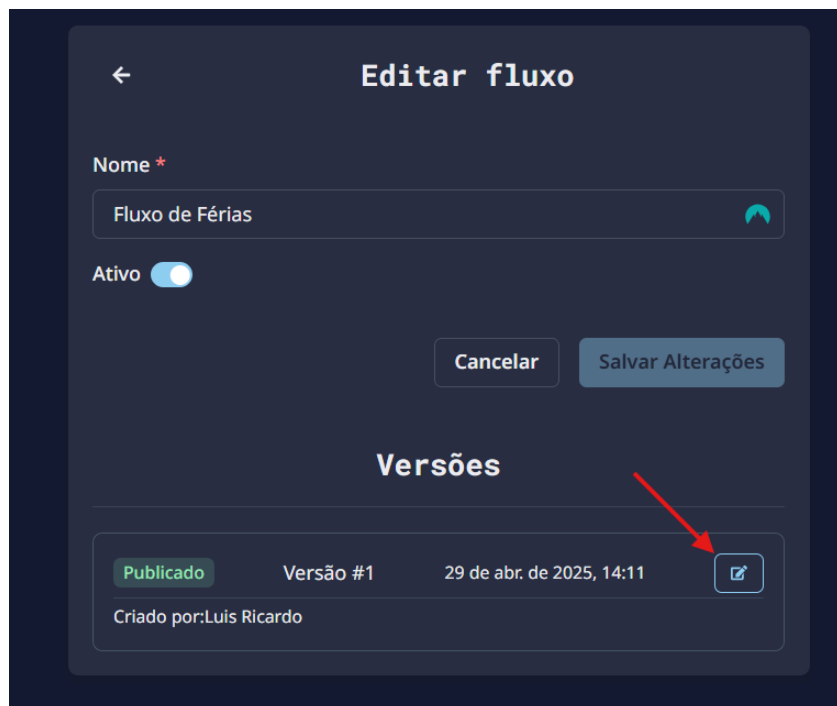 Editar fluxo
Nome *
Fluxo de Férias
Ativo
Cancelar Salvar Alterações
Versões
Publicado Versão #1 29 de abr. de 2025, 14:11
Criado por:Luis Ricardo